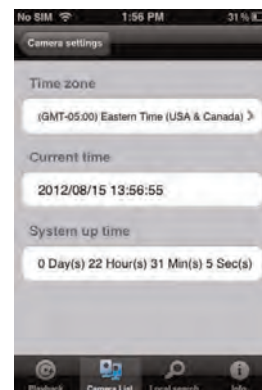 No SIM 1:56 PM 31%
Camera settings
Time zone
(GMT-05:00) Eastern Time (USA & Canada)
Current time
2012/08/15 13:56:55
System up time
0 Day(s) 22 Hour(s) 31 Min(s) 5 Sec(s)
Playback Camera List Local search Info